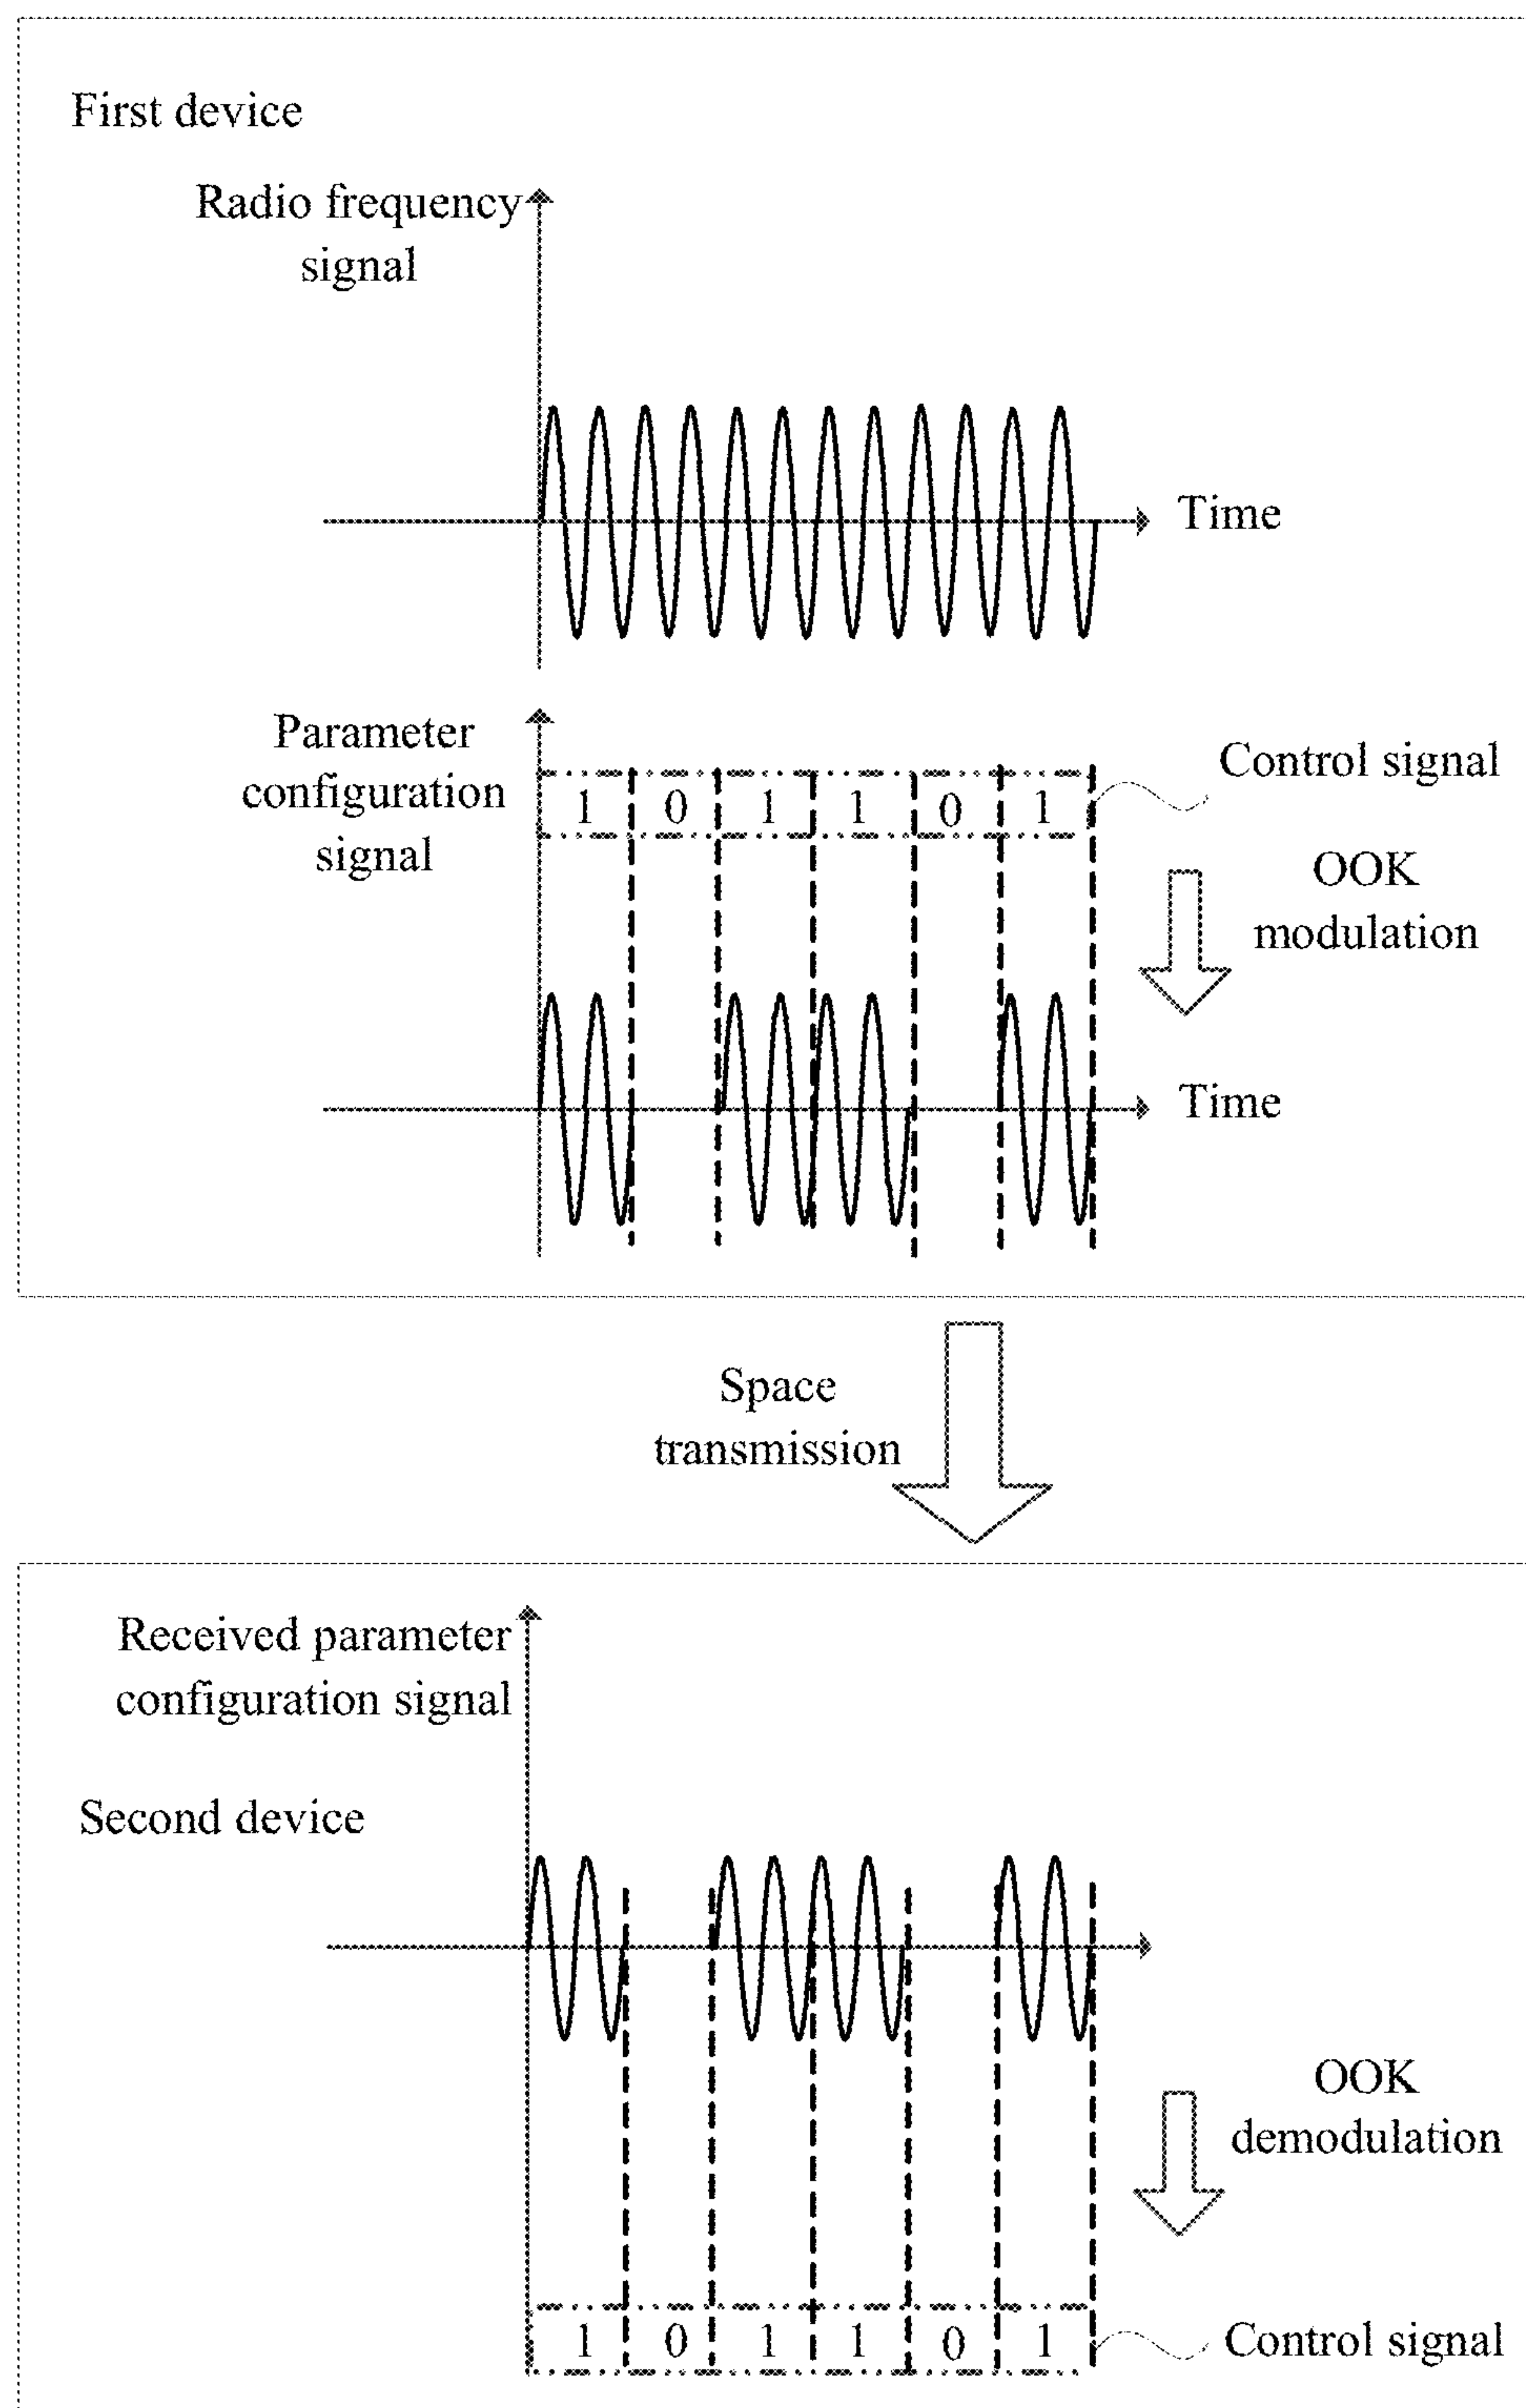 First device
Radio frequency
signal
Time
Parameter
configuration
signal
Control signal
1 0 1 1 0 1
OOK
modulation
Time
Space
transmission
Received parameter
configuration signal
Second device
OOK
demodulation
1 0 1 1 0 1
Control signal